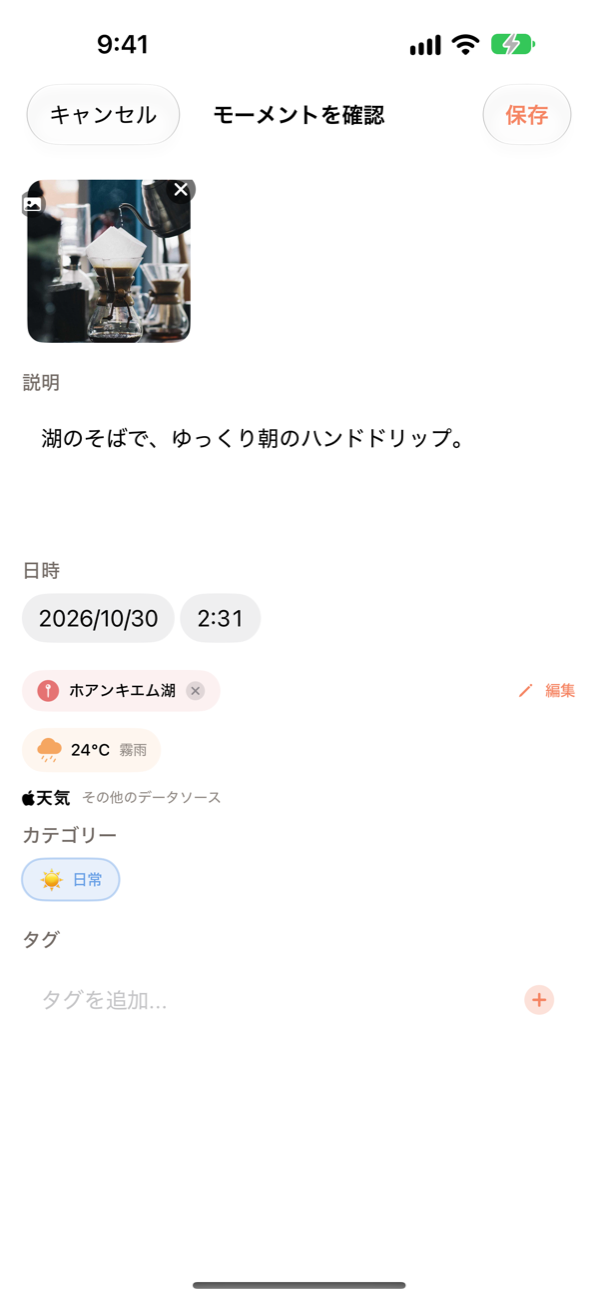 9:41
キャンセル
モーメントを確認
保存
説明
湖のそばで、ゆっくり朝のハンドドリップ。
日時
2026/10/30 2:31
ホアンキエム湖
編集
24°C 霧雨
天気 その他のデータソース
カテゴリー
日常
タグ
タグを追加...